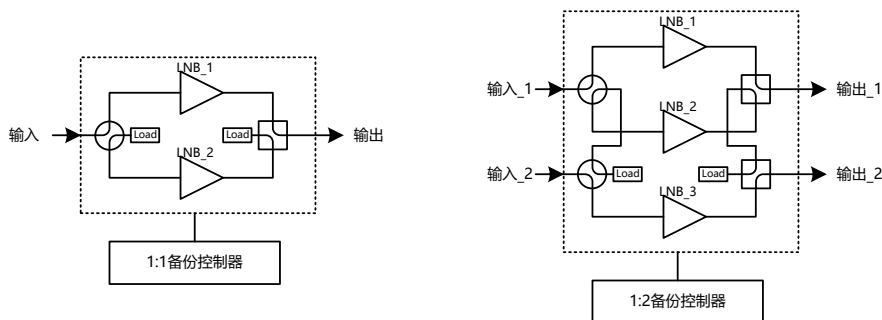 LNB_1
输入
Load
Load
输出
LNB_2
1:1备份控制器
LNB_1
输入_1
输出_1
LNB_2
输入_2
Load
Load
输出_2
LNB_3
1:2备份控制器